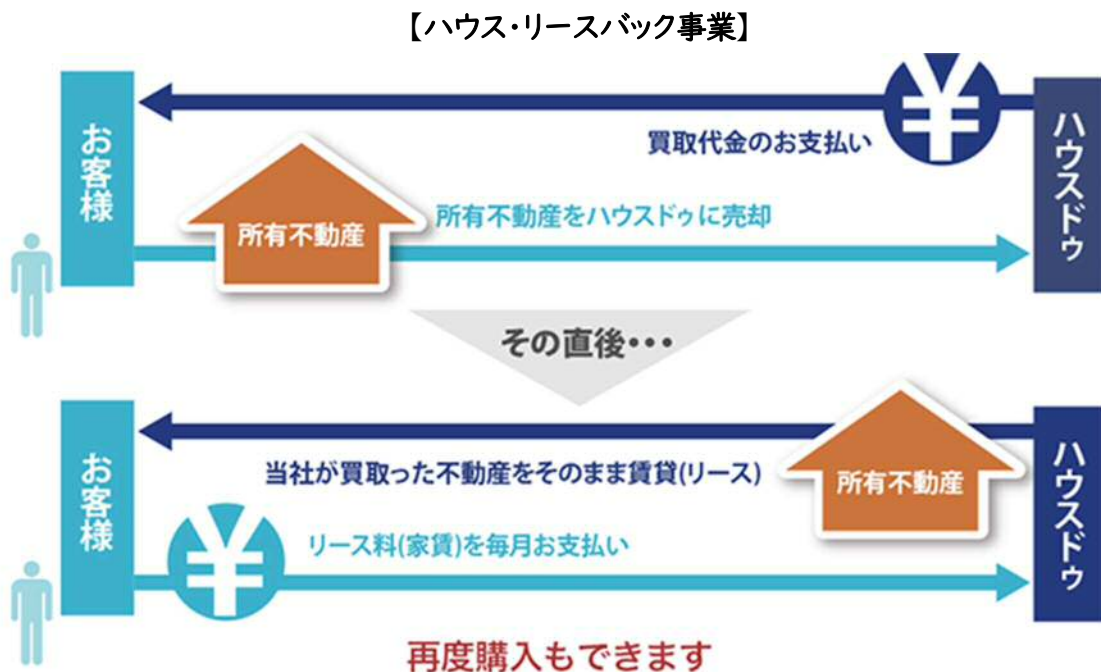 【ハウス・リースバック事業】
お客様
¥
買取代金のお支払い
ハウスドゥ
所有不動産
所有不動産をハウスドゥに売却
その直後・・・
お客様
当社が買取った不動産をそのまま賃貸(リース)
所有不動産
ハウスドゥ
¥
リース料(家賃)を毎月お支払い
再度購入もできます